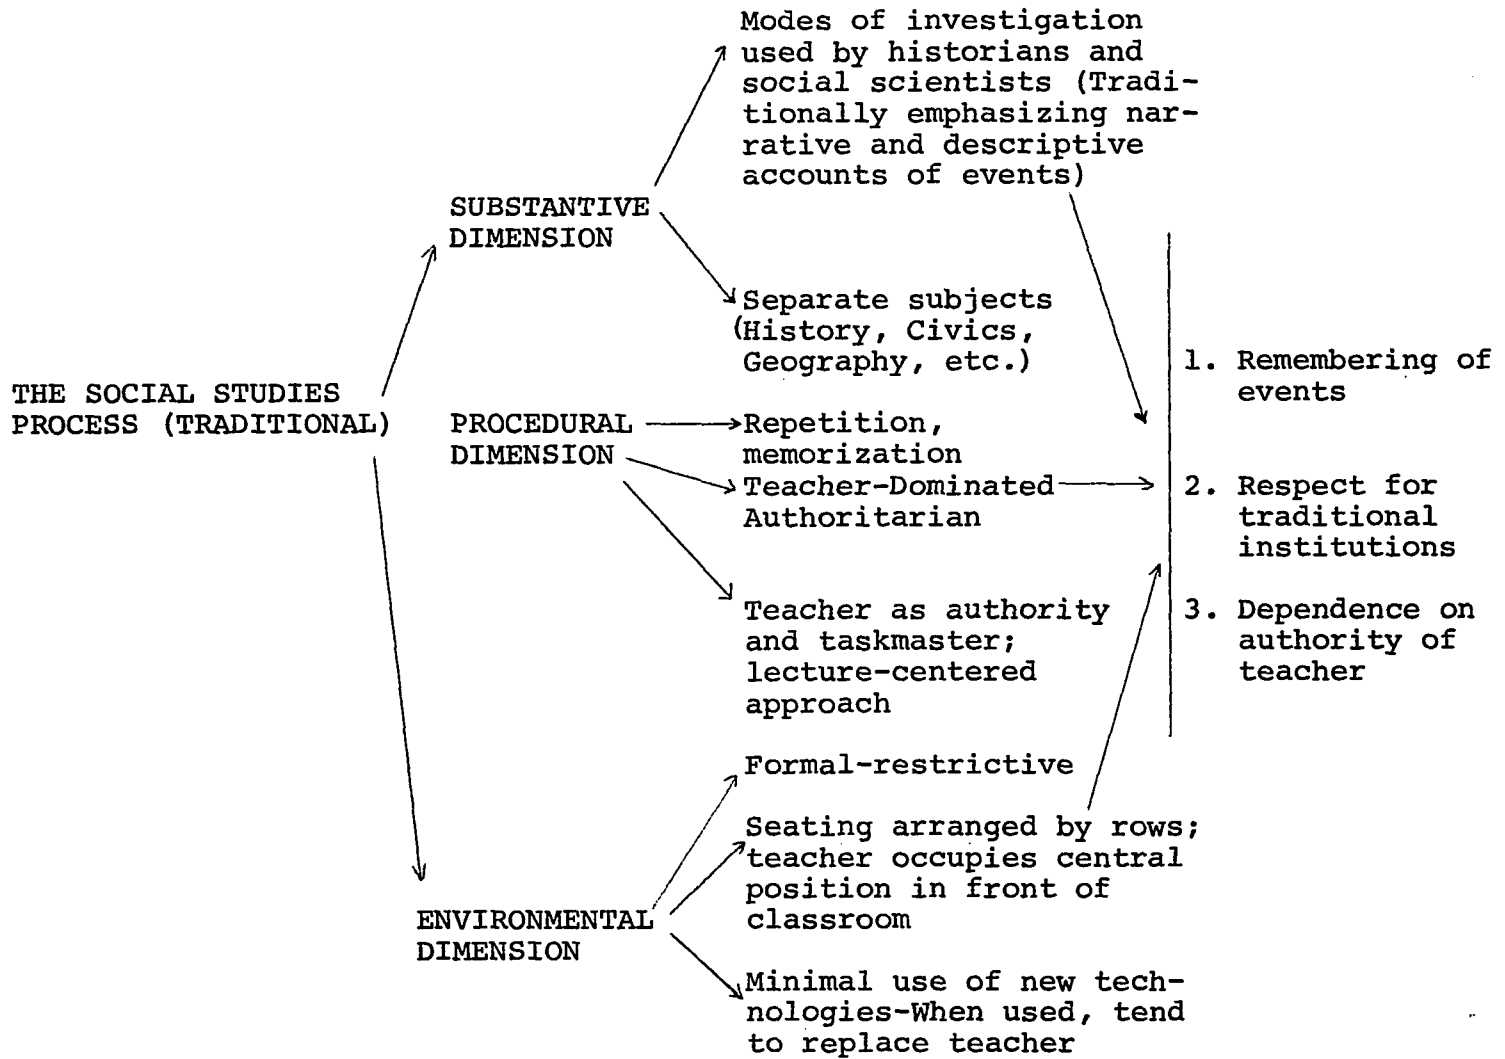 Modes of investigation
used by historians and
social scientists (Tradi-
tionally emphasizing nar-
rative and descriptive
accounts of events)
SUBSTANTIVE
DIMENSION
Separate subjects
(History, Civics,
Geography, etc.)
THE SOCIAL STUDIES
PROCESS (TRADITIONAL)
PROCEDURAL
DIMENSION
Repetition,
memorization
Teacher-Dominated
Authoritarian
Teacher as authority
and taskmaster;
lecture-centered
approach
1. Remembering of
events
2. Respect for
traditional
institutions
3. Dependence on
authority of
teacher
Formal-restrictive
Seating arranged by rows;
teacher occupies central
position in front of
classroom
ENVIRONMENTAL
DIMENSION
Minimal use of new tech-
nologies-When used, tend
to replace teacher